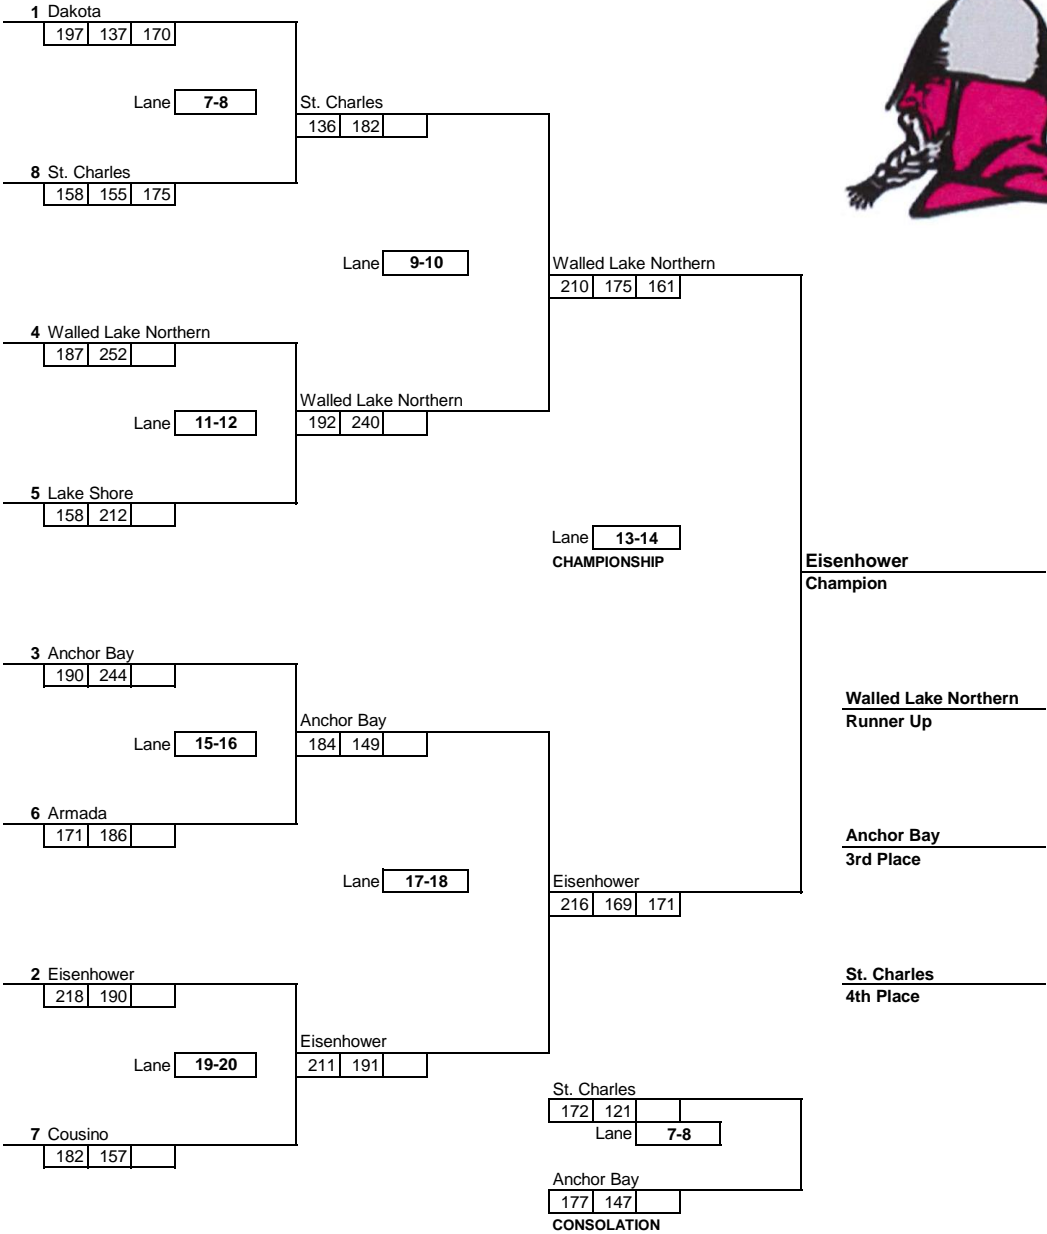 1 Dakota
197 137 170
Lane 7-8 St. Charles
136 182
8 St. Charles
158 155 175
Lane 9-10 Walled Lake Northern
210 175 161
4 Walled Lake Northern
187 252
Walled Lake Northern
Lane 11-12 192 240
5 Lake Shore
158 212
Lane 13-14
CHAMPIONSHIP
Eisenhower
Champion
3 Anchor Bay
190 244
Walled Lake Northern
Runner Up
Anchor Bay
Lane 15-16 184 149
6 Armada
171 186
Anchor Bay
3rd Place
Lane 17-18 Eisenhower
216 169 171
2 Eisenhower
218 190
St. Charles
4th Place
Eisenhower
Lane 19-20 211 191
St. Charles
172 121
Lane 7-8
7 Cousino
182 157
Anchor Bay
177 147
CONSOLATION